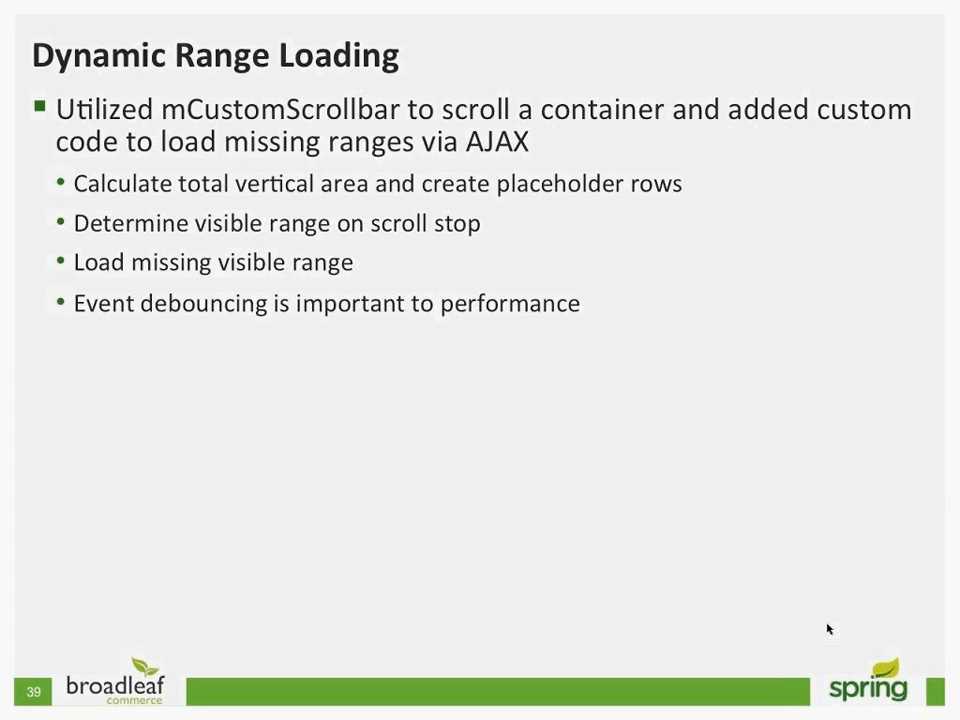 Dynamic Range Loading
Utilized mCustomScrollbar to scroll a container and added custom
code to load missing ranges via AJAX
• Calculate total vertical area and create placeholder rows
• Determine visible range on scroll stop
• Load missing visible range
• Event debouncing is important to performance
39
broadleaf
commerce
spring